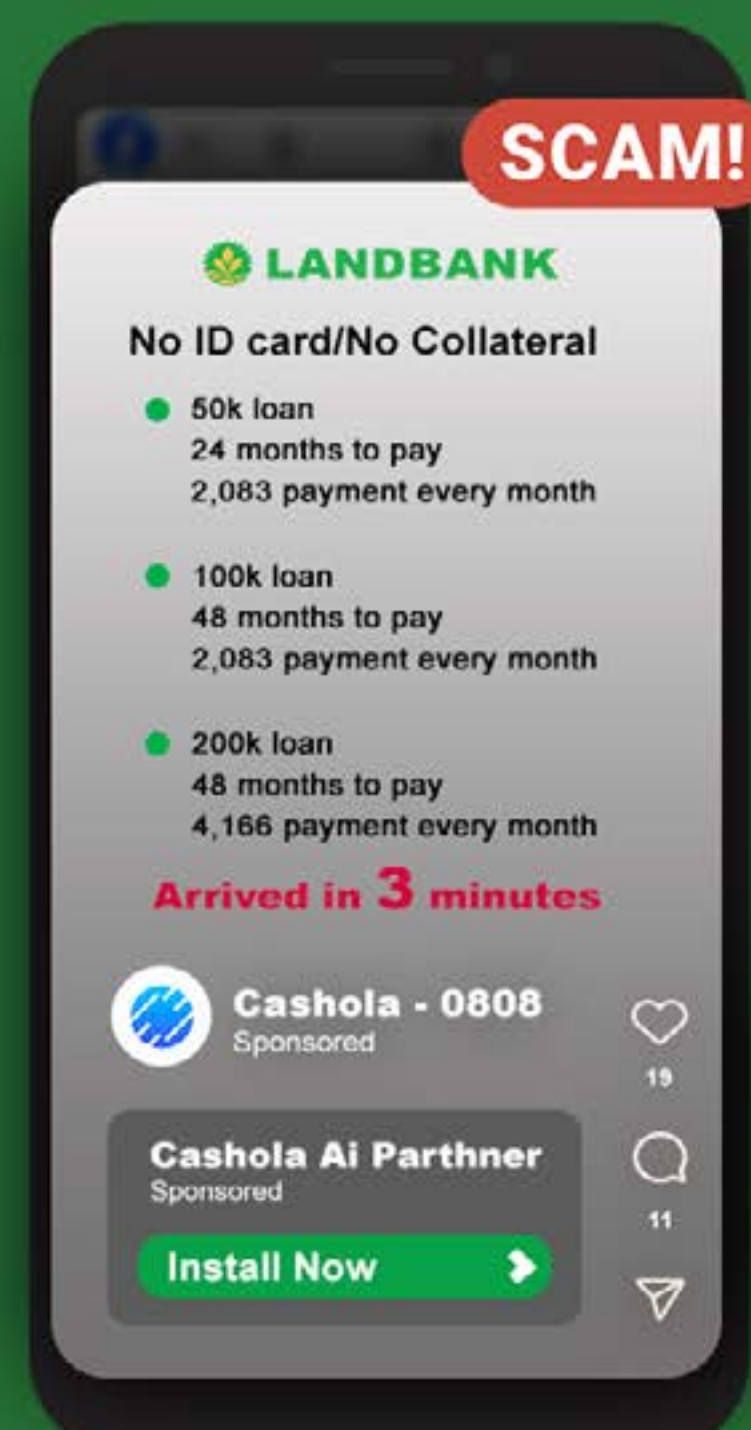 SCAM!
LANDBANK
No ID card/No Collateral
50k loan
24 months to pay
2,083 payment every month
100k loan
48 months to pay
2,083 payment every month
200k loan
48 months to pay
4,166 payment every month
Arrived in 3 minutes
Cashola - 0808
Sponsored
19
Cashola Ai Parthner
Sponsored
11
Install Now